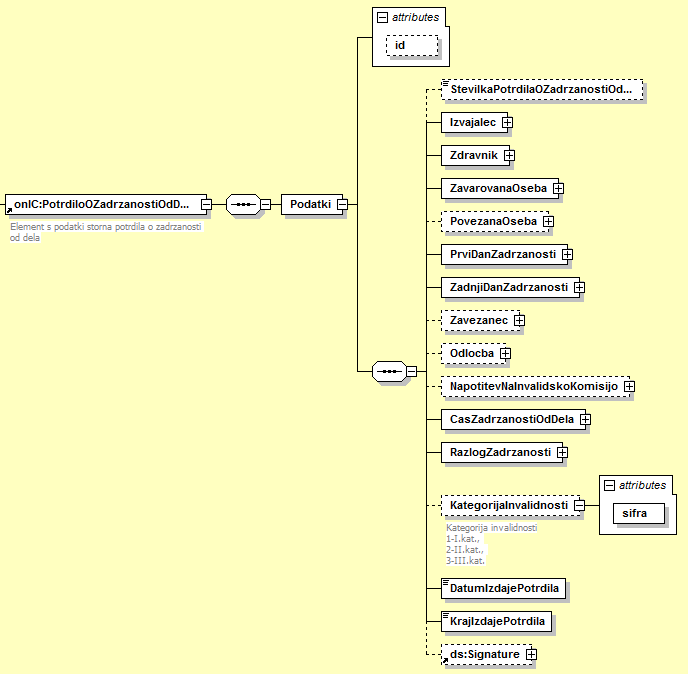 attributes
id
StevilkaPotrdilaOZadrzanostiOd...
Izvajalec
Zdravnik
ZavarovanaOseba
onIC:PotrdiloOZadrzanostiOdD...
Podatki
Element s podatki storna potrdila o zadrzanosti
od dela
PovezanaOseba
PrviDanZadrzanosti
ZadnjiDanZadrzanosti
Zavezanec
Odlocba
NapotitevNaInvalidskoKomisijo
CasZadrzanostiOdDela
RazlogZadrzanosti
KategorijaInvalidnosti
attributes
sifra
Kategorija invalidnosti
1-I.kat.,
2-II.kat.,
3-III.kat.
DatumIzdajePotrdila
KrajIzdajePotrdila
ds:Signature